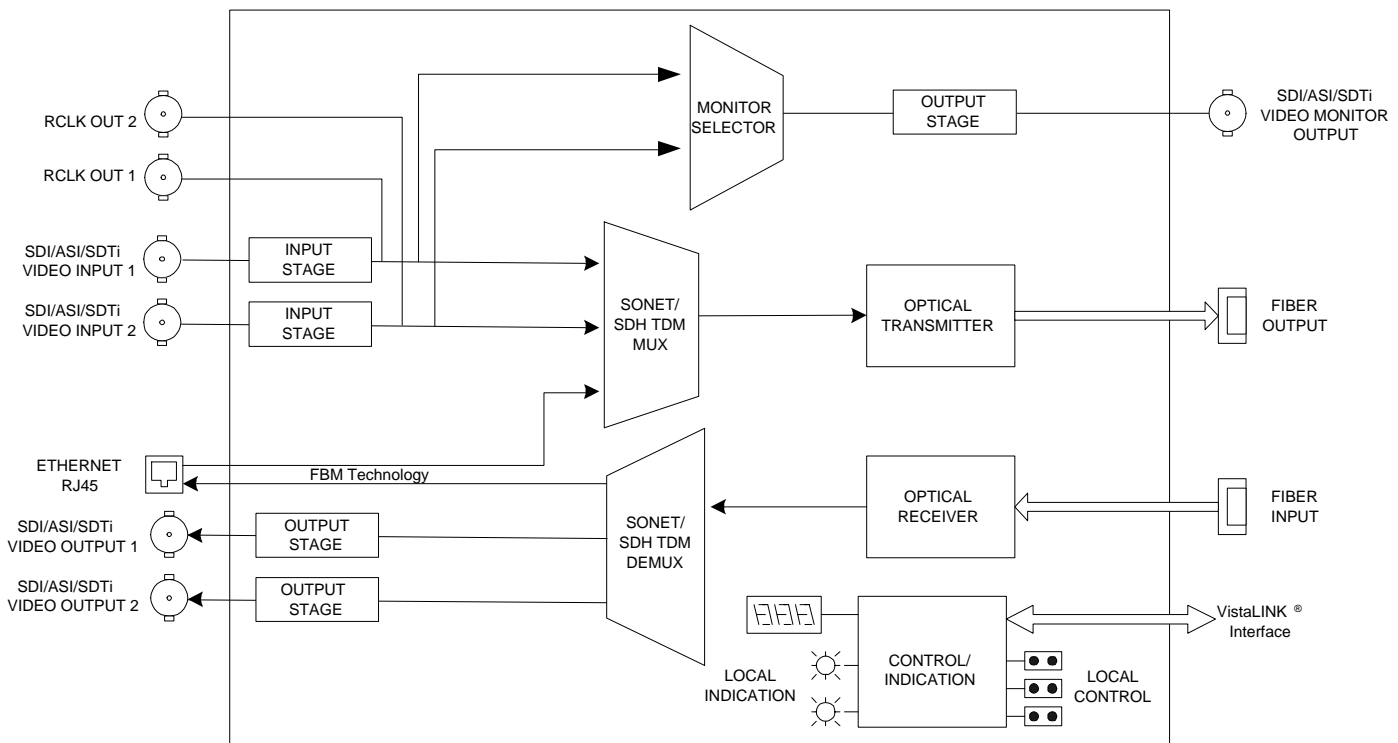 RCLK OUT 2
RCLK OUT 1
SDI/ASI/SDTi
VIDEO INPUT 1
SDI/ASI/SDTi
VIDEO INPUT 2
INPUT
STAGE
INPUT
STAGE
MONITOR
SELECTOR
OUTPUT
STAGE
SDI/ASI/SDTi
VIDEO MONITOR
OUTPUT
SONET/
SDH TDM
MUX
OPTICAL
TRANSMITTER
FIBER
OUTPUT
ETHERNET
RJ45
FBM Technology
SDI/ASI/SDTi
VIDEO OUTPUT 1
SDI/ASI/SDTi
VIDEO OUTPUT 2
OUTPUT
STAGE
OUTPUT
STAGE
SONET/
SDH TDM
DEMUX
OPTICAL
RECEIVER
FIBER
INPUT
LOCAL
INDICATION
CONTROL/
INDICATION
LOCAL
CONTROL
VistaLINK ®
Interface